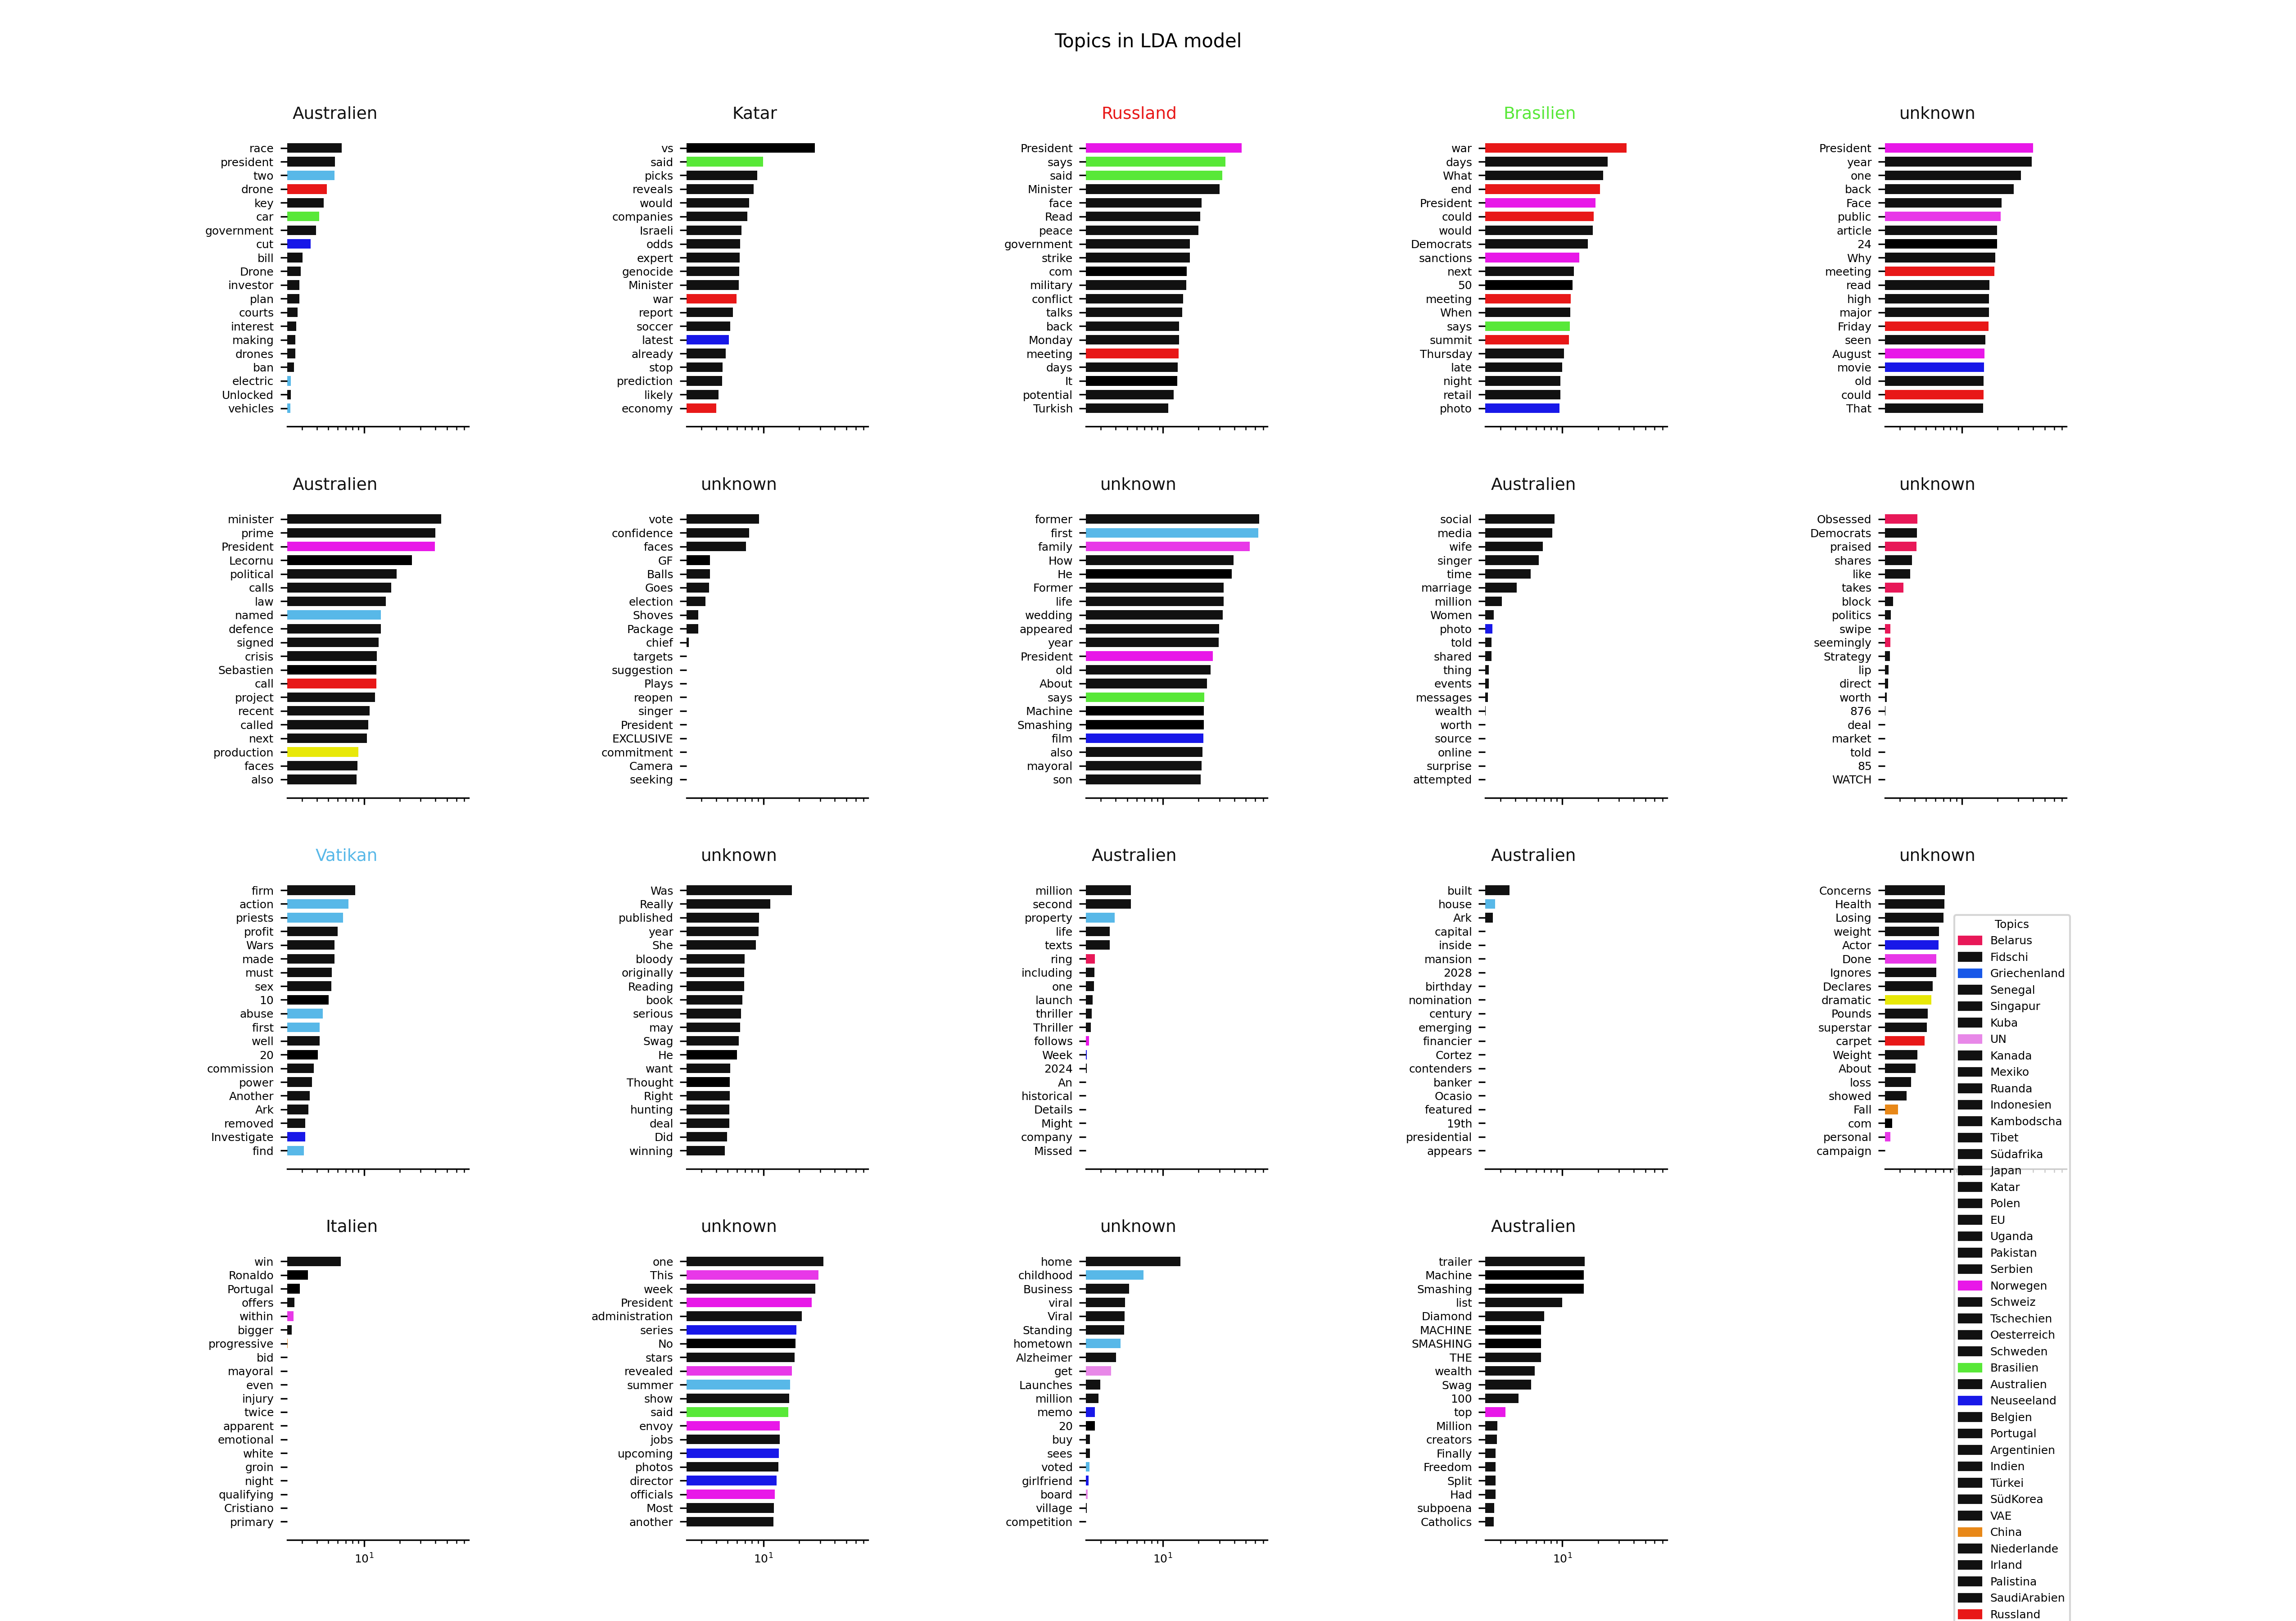 Topics in LDA model
Australien
race
president
two
drone
key
car
government
cut
bill
Drone
investor
plan
courts
interest
making
drones
ban
electric
Unlocked
vehicles
Katar
vs
said
picks
reveals
would
companies
Israeli
odds
expert
genocide
Minister
war
report
soccer
latest
already
stop
prediction
likely
economy
Russland
President
says
said
Minister
face
Read
peace
government
strike
com
military
conflict
talks
back
Monday
meeting
days
It
potential
Turkish
Brasilien
war
days
What
end
President
could
would
Democrats
sanctions
next
50
meeting
When
says
summit
Thursday
late
night
retail
photo
unknown
President
year
one
back
Face
public
article
24
Why
meeting
read
high
major
Friday
seen
August
movie
old
could
That
Australien
minister
prime
President
Lecornu
political
calls
law
named
defence
signed
crisis
Sebastien
call
project
recent
called
next
production
faces
also
unknown
vote
confidence
faces
GF
Balls
Goes
election
Shoves
Package
chief
targets
suggestion
Plays
reopen
singer
President
EXCLUSIVE
commitment
Camera
seeking
unknown
former
first
family
How
He
Former
life
wedding
appeared
year
President
old
About
says
Machine
Smashing
film
also
mayoral
son
Australien
social
media
wife
singer
time
marriage
million
Women
photo
told
shared
thing
events
messages
wealth
worth
source
online
surprise
attempted
unknown
Obsessed
Democrats
praised
shares
like
takes
block
politics
swipe
seemingly
Strategy
lip
direct
worth
876
deal
market
told
85
WATCH
Vatikan
firm
action
priests
profit
Wars
made
must
sex
10
abuse
first
well
20
commission
power
Another
Ark
removed
Investigate
find
unknown
Was
Really
published
year
She
bloody
originally
Reading
book
serious
may
Swag
He
want
Thought
Right
hunting
deal
Did
winning
Australien
million
second
property
life
texts
ring
including
one
launch
thriller
Thriller
follows
Week
2024
An
historical
Details
Might
company
Missed
Australien
built
house
Ark
capital
inside
mansion
2028
birthday
nomination
century
emerging
financier
Cortez
contenders
banker
Ocasio
featured
19th
presidential
appears
unknown
Concerns
Health
Losing
weight
Actor
Done
Ignores
Declares
dramatic
Pounds
superstar
carpet
Weight
About
loss
showed
Fall
com
personal
campaign
Italien
win
Ronaldo
Portugal
offers
within
bigger
progressive
bid
mayoral
even
injury
twice
apparent
emotional
white
groin
night
qualifying
Cristiano
primary
10¹
unknown
one
This
week
President
administration
series
No
stars
revealed
summer
show
said
envoy
jobs
upcoming
photos
director
officials
Most
another
10¹
unknown
home
childhood
Business
viral
Viral
Standing
hometown
Alzheimer
get
Launches
million
memo
20
buy
sees
voted
girlfriend
board
village
competition
10¹
Australien
trailer
Machine
Smashing
list
Diamond
MACHINE
SMASHING
THE
wealth
Swag
100
top
Million
creators
Finally
Freedom
Split
Had
subpoena
Catholics
10¹
Topics
Belarus
Fidschi
Griechenland
Senegal
Singapur
Kuba
UN
Kanada
Mexiko
Ruanda
Indonesien
Kambodscha
Tibet
Südafrika
Japan
Katar
Polen
EU
Uganda
Pakistan
Serbien
Norwegen
Schweiz
Tschechien
Oesterreich
Schweden
Brasilien
Australien
Neuseeland
Belgien
Portugal
Argentinien
Indien
Türkei
SüdKorea
VAE
China
Niederlande
Irland
Palistina
SaudiArabien
Russland